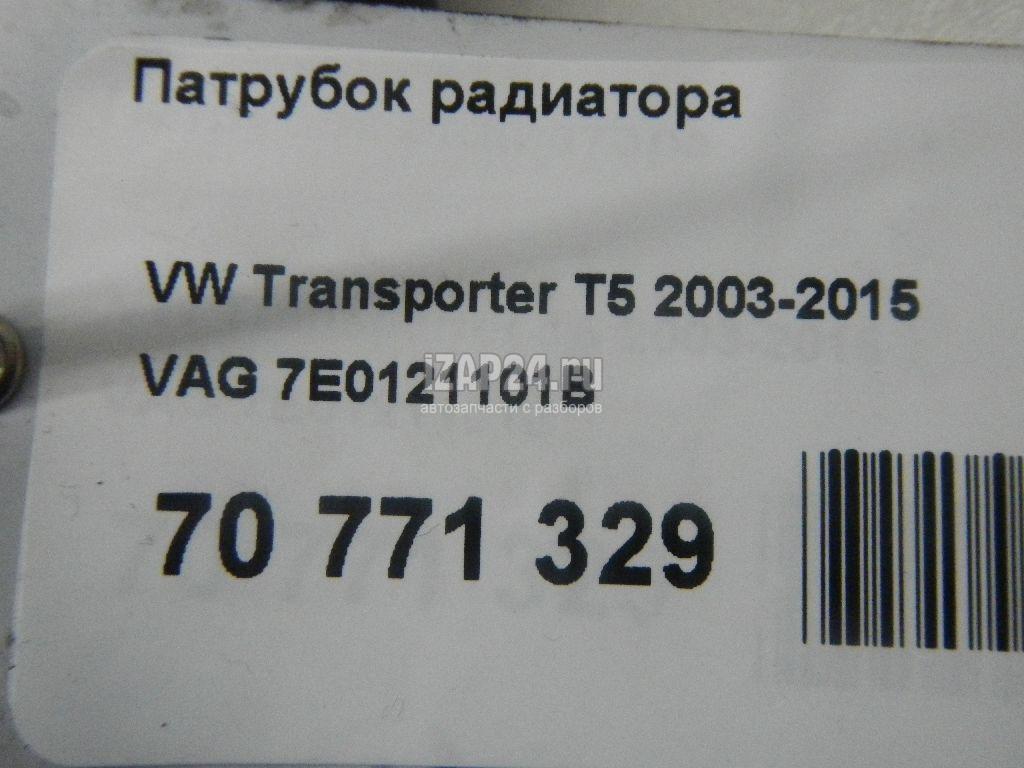 Патрубок радиатора
VW Transporter T5 2003-2015
VAG 7E0121101B
iZAP24.ru
автозапчасти с разборов
70 771 329